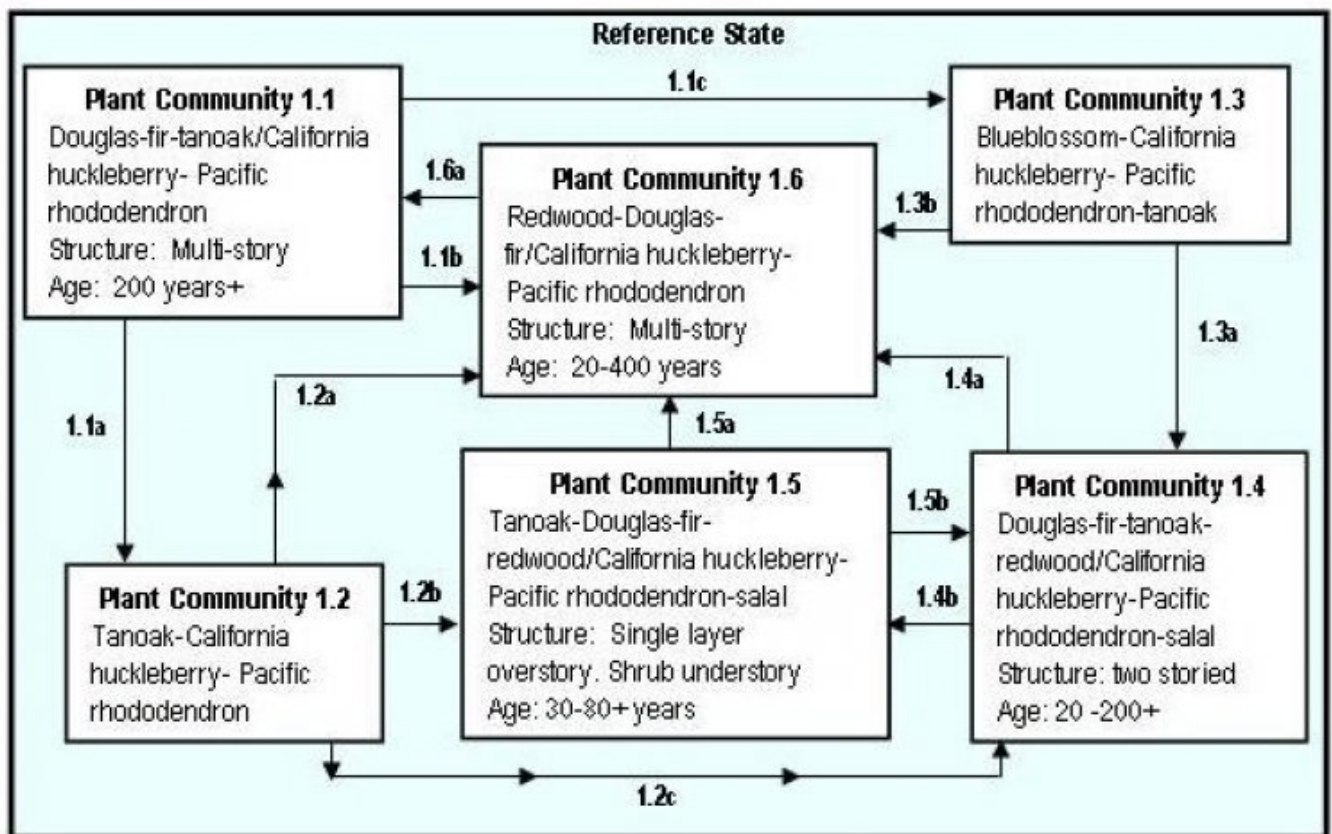 Reference State
Plant Community 1.1
Douglas-fir-tanoak/California
huckleberry- Pacific
rhododendron
Structure: Multi-story
Age: 200 years+
1.1c
Plant Community 1.3
Blueblossom-California
huckleberry- Pacific
rhododendron-tanoak
1.6a
1.1b
Plant Community 1.6
Redwood-Douglas-
fir/California huckleberry-
Pacific rhododendron
Structure: Multi-story
Age: 20-400 years
1.3b
1.3a
1.1a
1.2a
1.5a
1.4a
Plant Community 1.2
Tanoak-California
huckleberry- Pacific
rhododendron
1.2b
Plant Community 1.5
Tanoak-Douglas-fir-
redwood/California huckleberry-
Pacific rhododendron-salal
Structure: Single layer
overstory. Shrub understory
Age: 30-80+ years
1.5b
1.4b
Plant Community 1.4
Douglas-fir-tanoak-
redwood/California
huckleberry-Pacific
rhododendron-salal
Structure: two storied
Age: 20 -200+
1.2c